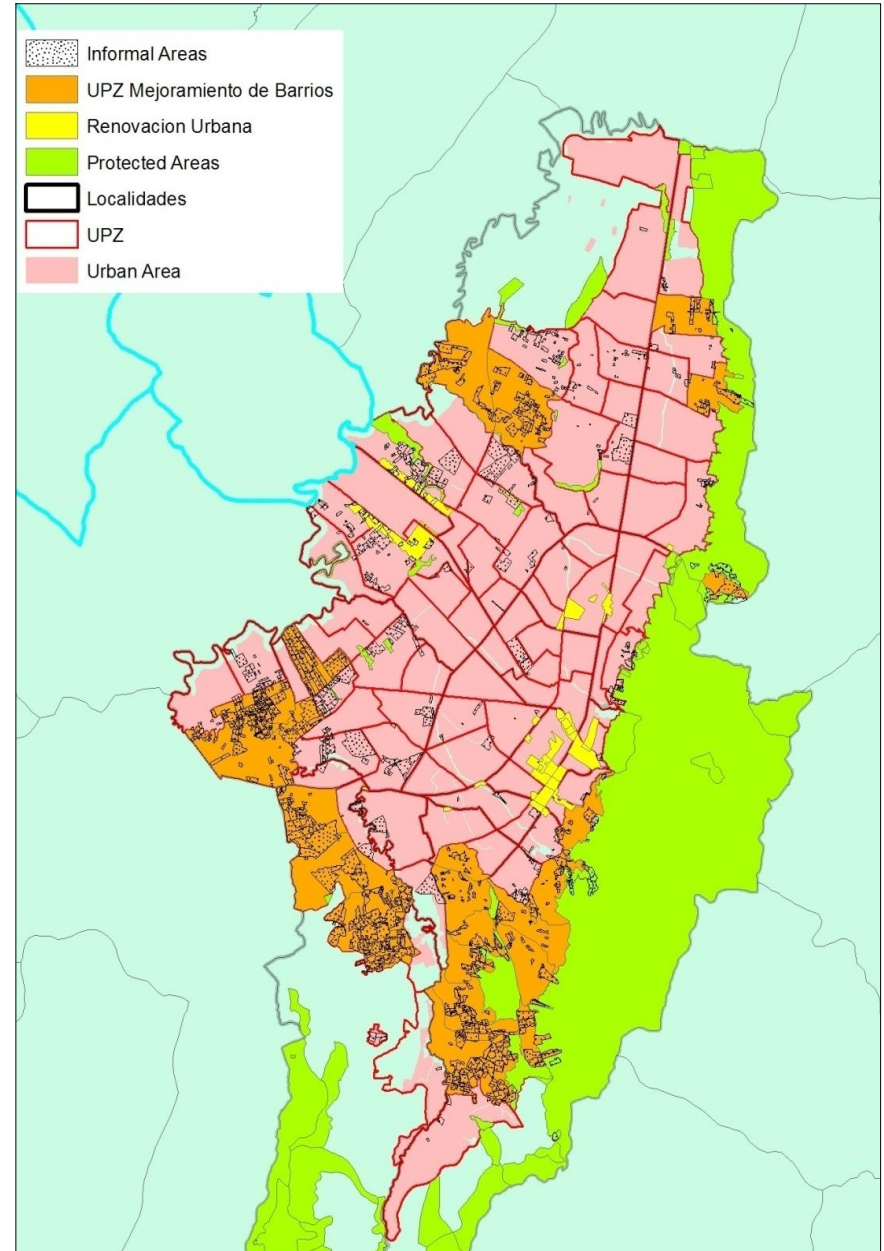 Informal Areas
UPZ Mejoramiento de Barrios
Renovacion Urbana
Protected Areas
Localidades
UPZ
Urban Area